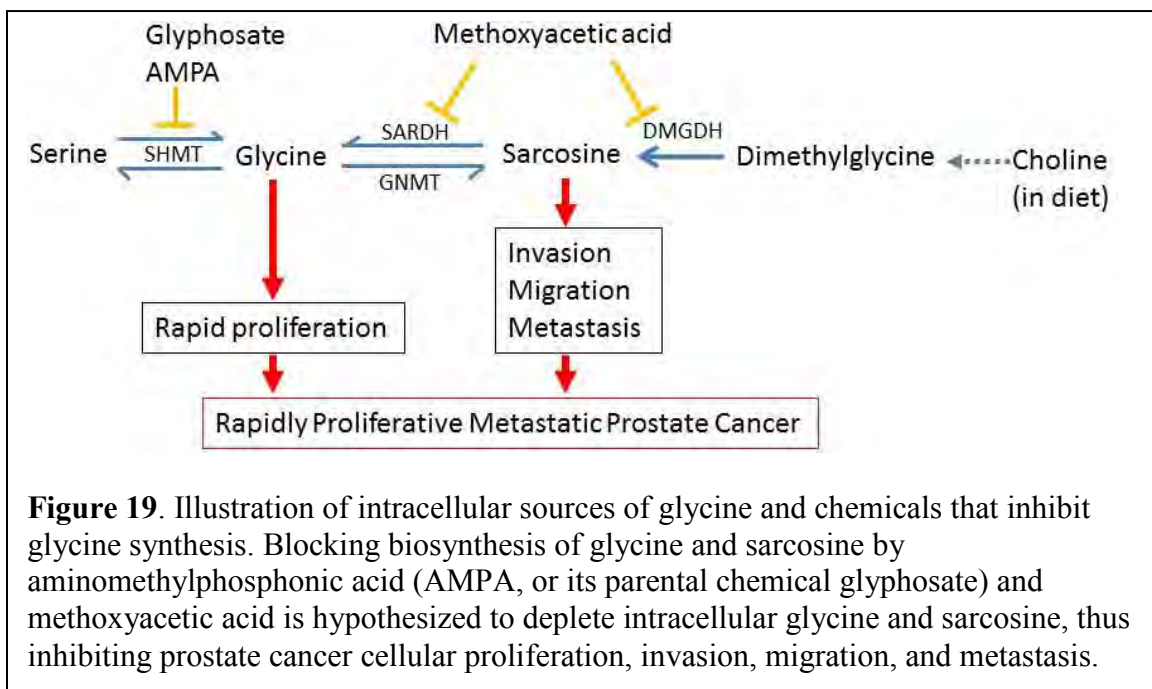 Glyphosate
AMPA
Methoxyacetic acid
Serine
SHMT
Glycine
SARDH
GNMT
Sarcosine
DMGDH
Dimethylglycine
Choline
(in diet)
Invasion
Migration
Metastasis
Rapid proliferation
Rapidly Proliferative Metastatic Prostate Cancer
Figure 19. Illustration of intracellular sources of glycine and chemicals that inhibit
glycine synthesis. Blocking biosynthesis of glycine and sarcosine by
aminomethylphosphonic acid (AMPA, or its parental chemical glyphosate) and
methoxyacetic acid is hypothesized to deplete intracellular glycine and sarcosine, thus
inhibiting prostate cancer cellular proliferation, invasion, migration, and metastasis.